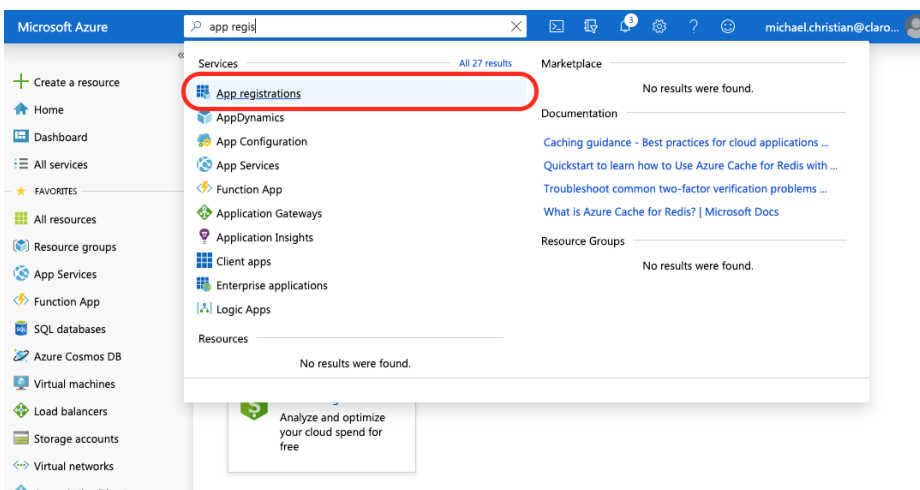 Microsoft Azure
app regis
3
michael.christian@claro...
Create a resource
Home
Dashboard
All services
FAVORITES
All resources
Resource groups
App Services
Function App
SQL databases
Azure Cosmos DB
Virtual machines
Load balancers
Storage accounts
Virtual networks
Services
All 27 results
App registrations
AppDynamics
App Configuration
App Services
Function App
Application Gateways
Application Insights
Client apps
Enterprise applications
Logic Apps
Resources
No results were found.
Marketplace
No results were found.
Documentation
Caching guidance - Best practices for cloud applications ...
Quickstart to learn how to Use Azure Cache for Redis with ...
Troubleshoot common two-factor verification problems ...
What is Azure Cache for Redis? | Microsoft Docs
Resource Groups
No results were found.
Analyze and optimize
your cloud spend for
free